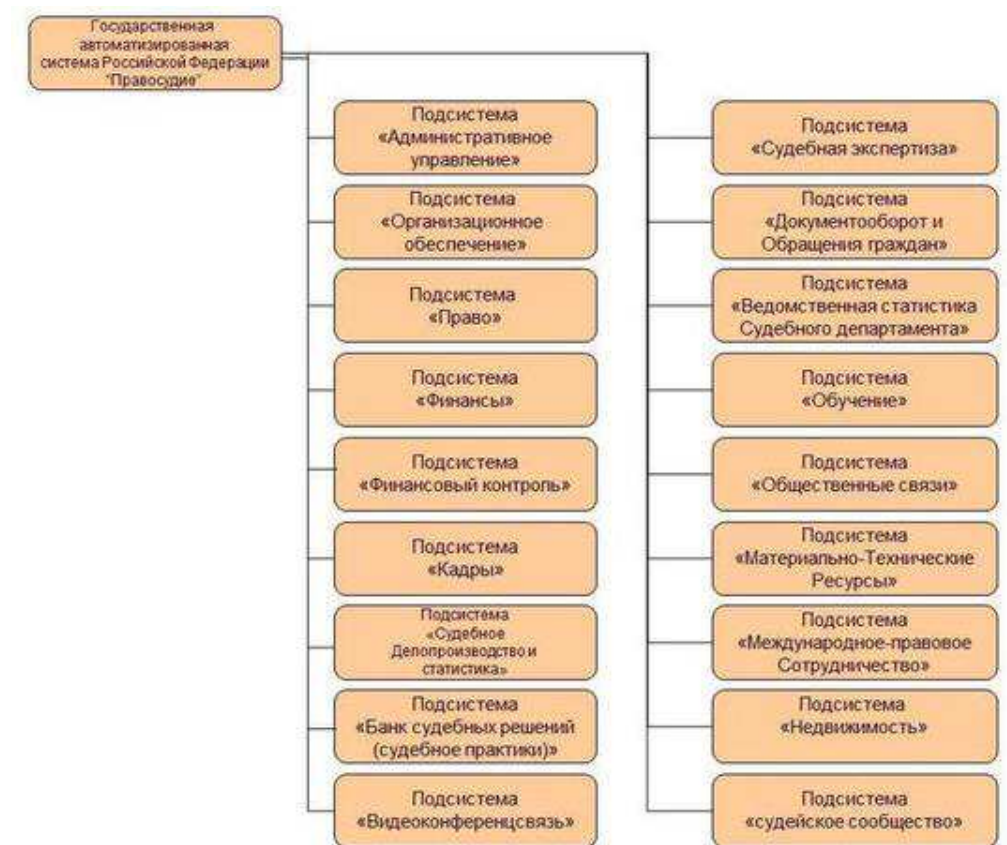 Государственная
автоматизированная
система Российской Федерации
"Правосудие"
Подсистема
«Административное
управление»
Подсистема
«Организационное
обеспечение»
Подсистема
«Право»
Подсистема
«Финансы»
Подсистема
«Финансовый контроль»
Подсистема
«Кадры»
Подсистема
«Судебное
Делопроизводство и
статистика»
Подсистема
«Банк судебных решений
(судебное практики)»
Подсистема
«Видеоконференцсвязь»
Подсистема
«Судебная экспертиза»
Подсистема
«Документооборот и
Обращения граждан»
Подсистема
«Ведомственная статистика
Судебного департамента»
Подсистема
«Обучение»
Подсистема
«Общественные связи»
Подсистема
«Материально-Технические
Ресурсы»
Подсистема
«Международное-правовое
Сотрудничество»
Подсистема
«Недвижимость»
Подсистема
«судейское сообщество»